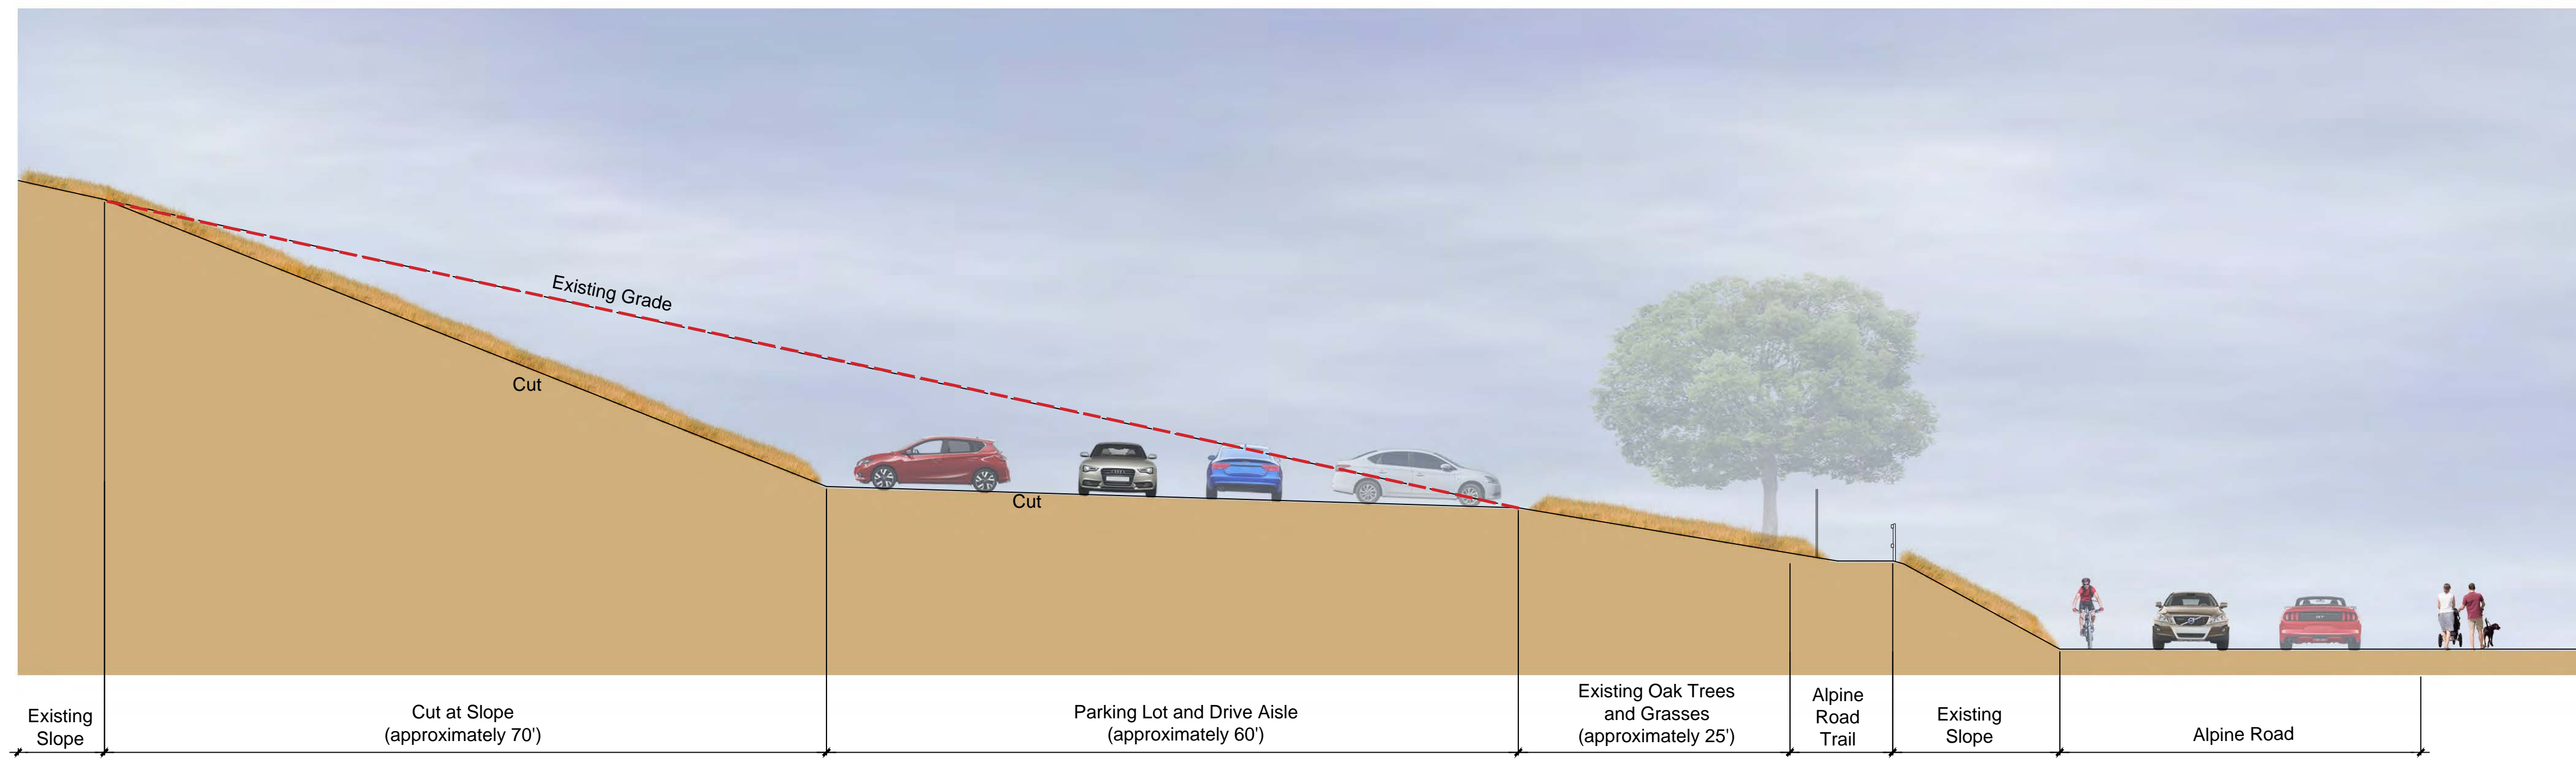 Existing Grade
Cut
Cut
Existing
Slope
Cut at Slope
(approximately 70')
Parking Lot and Drive Aisle
(approximately 60')
Existing Oak Trees
and Grasses
(approximately 25')
Alpine
Road
Trail
Existing
Slope
Alpine Road